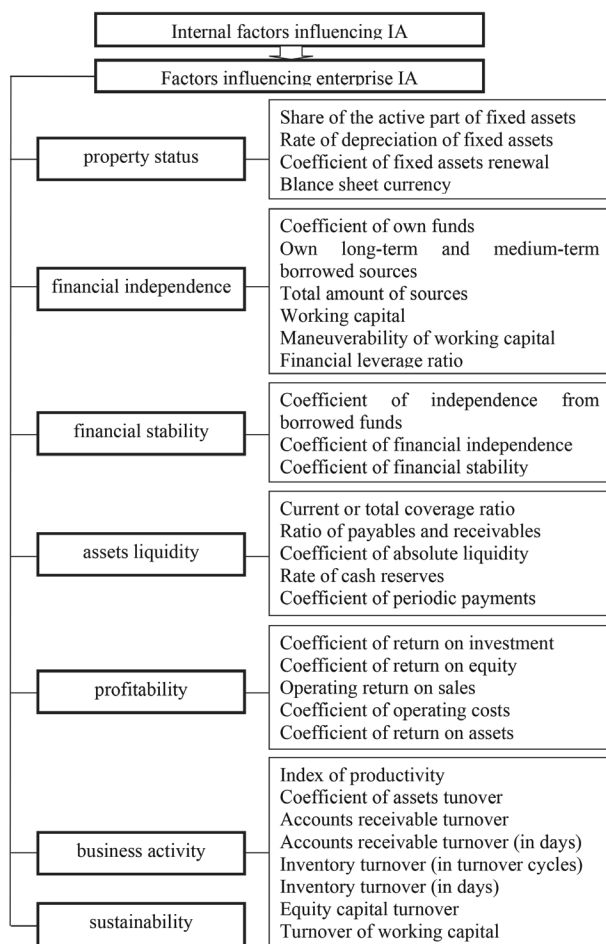 Internal factors influencing IA
Factors influencing enterprise IA
property status
Share of the active part of fixed assets
Rate of depreciation of fixed assets
Coefficient of fixed assets renewal
Blance sheet currency
financial independence
Coefficient of own funds
Own long-term and medium-term
borrowed sources
Total amount of sources
Working capital
Maneuverability of working capital
Financial leverage ratio
financial stability
Coefficient of independence from
borrowed funds
Coefficient of financial independence
Coefficient of financial stability
assets liquidity
Current or total coverage ratio
Ratio of payables and receivables
Coefficient of absolute liquidity
Rate of cash reserves
Coefficient of periodic payments
profitability
Coefficient of return on investment
Coefficient of return on equity
Operating return on sales
Coefficient of operating costs
Coefficient of return on assets
business activity
Index of productivity
Coefficient of assets tunover
Accounts receivable turnover
Accounts receivable turnover (in days)
Inventory turnover (in turnover cycles)
Inventory turnover (in days)
Equity capital turnover
Turnover of working capital
sustainability